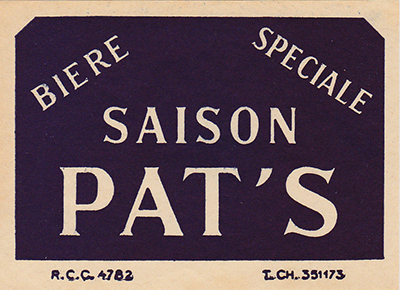 BIERE SPECIALE
SAISON
PAT'S
R.C.C. 4782 T.CH. 351173